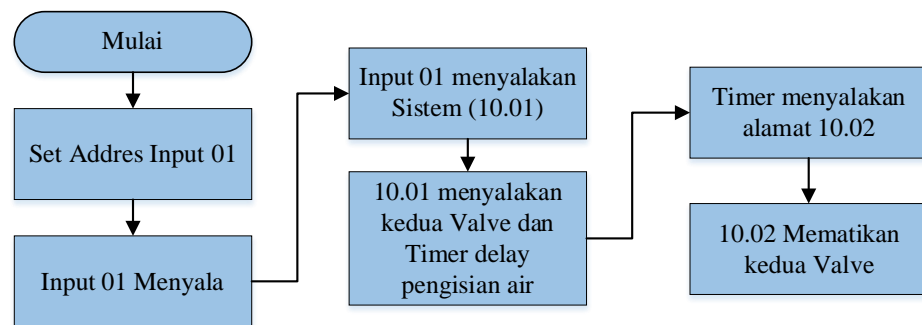 Mulai
Set Addres Input 01
Input 01 Menyala
Input 01 menyalakan
Sistem (10.01)
10.01 menyalakan
kedua Valve dan
Timer delay
pengisian air
Timer menyalakan
alamat 10.02
10.02 Mematikan
kedua Valve